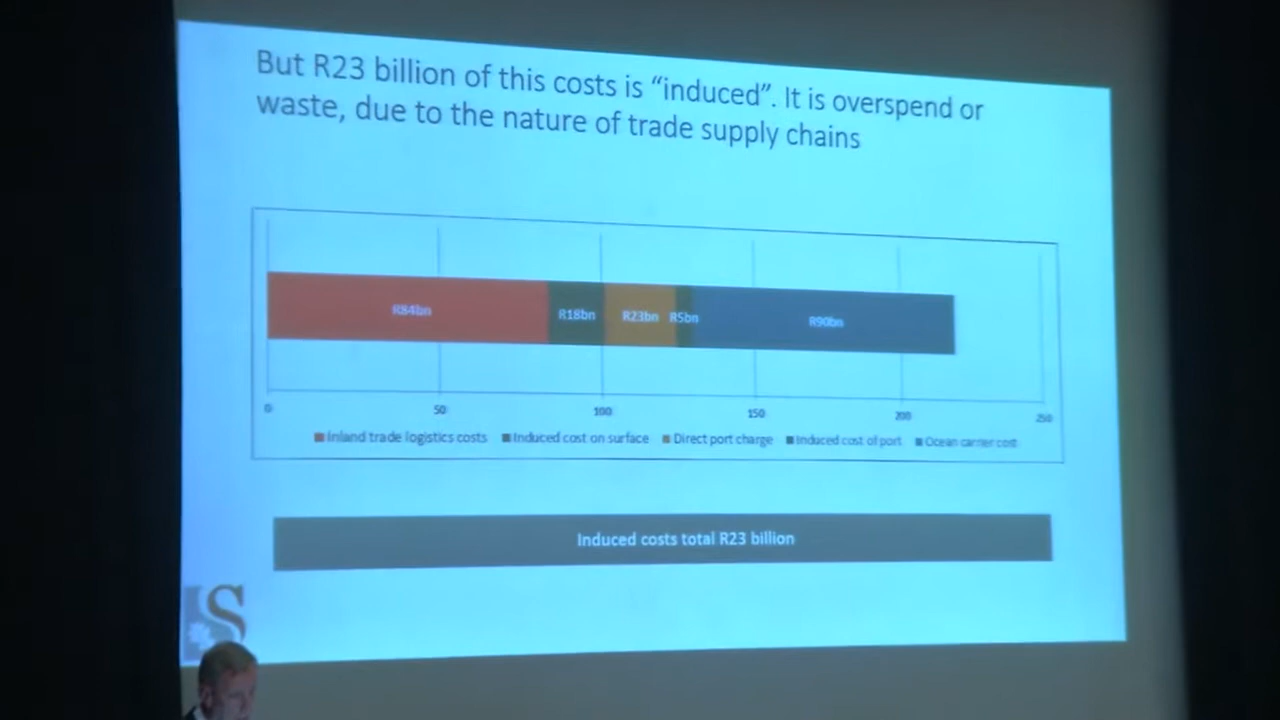 But R23 billion of this costs is “induced”. It is overspend or
waste, due to the nature of trade supply chains
R84bn R18bn R23bn R5bn R90bn
0 50 100 150 200 250
Inland trade logistics costs Induced cost on surface Direct port charge Induced cost of port Ocean carrier cost
Induced costs total R23 billion
S